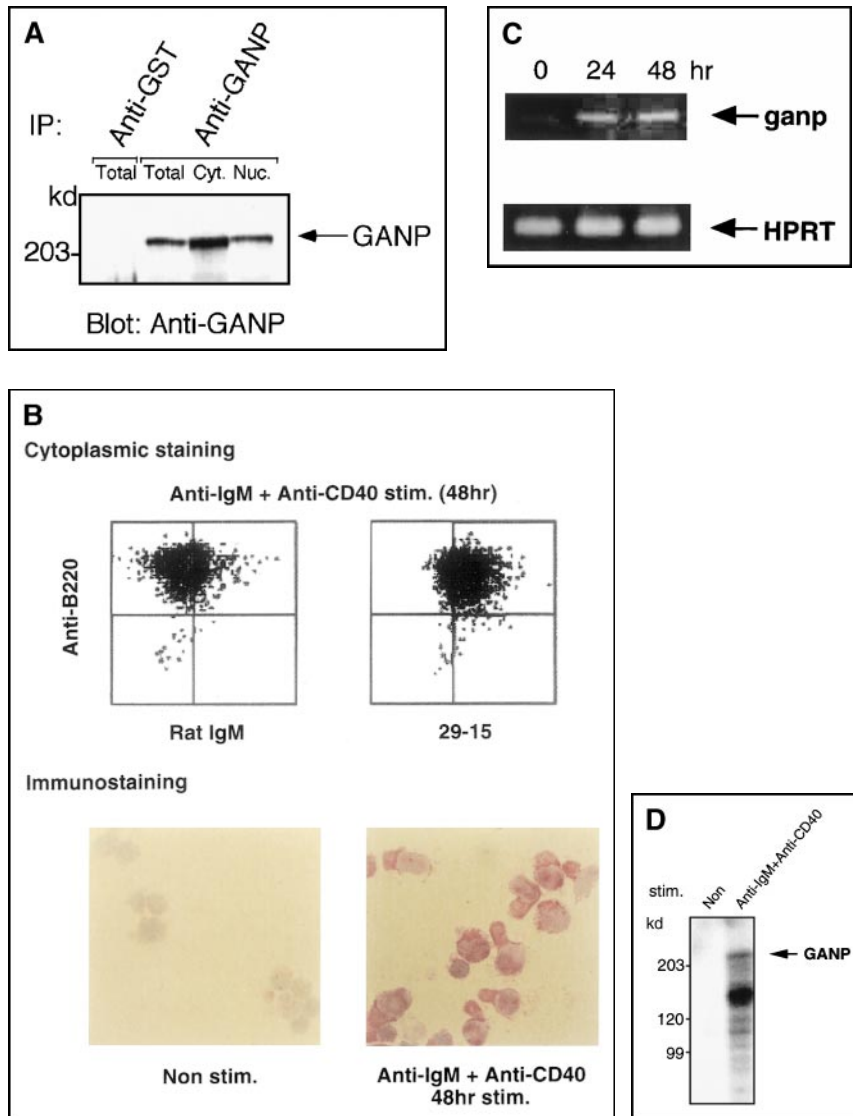 A
Anti-GST
Anti-GANP
IP:
Total Total Cyt. Nuc.
kd
203-
GANP
Blot: Anti-GANP
C
0 24 48 hr
ganp
HPRT
B
Cytoplasmic staining
Anti-IgM + Anti-CD40 stim. (48hr)
Anti-B220
Rat IgM 29-15
Immunostaining
Non stim. Anti-IgM + Anti-CD40
48hr stim.
D
stim. Non Anti-IgM+Anti-CD40
kd
203-
GANP
120-
99-